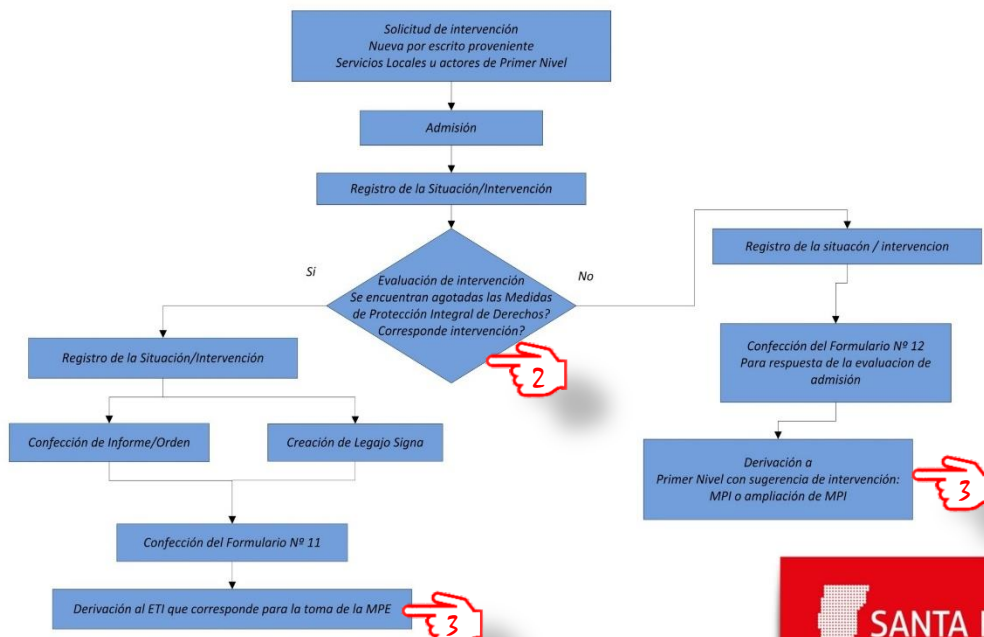 Solicitud de intervención
Nueva por escrito proveniente
Servicios Locales u actores de Primer Nivel
Admisión
Registro de la Situación/Intervención
Evaluación de intervención
Se encuentran agotadas las Medidas
de Protección Integral de Derechos?
Corresponde intervención?
2
Si
Registro de la Situación/Intervención
Confección de Informe/Orden
Creación de Legajo Signa
Confección del Formulario Nº 11
Derivación al ETI que corresponde para la toma de la MPE
3
No
Registro de la situacón / intervencion
Confección del Formulario Nº 12
Para respuesta de la evaluacion de
admisión
Derivación a
Primer Nivel con sugerencia de intervención:
MPI o ampliación de MPI
3
SANTA